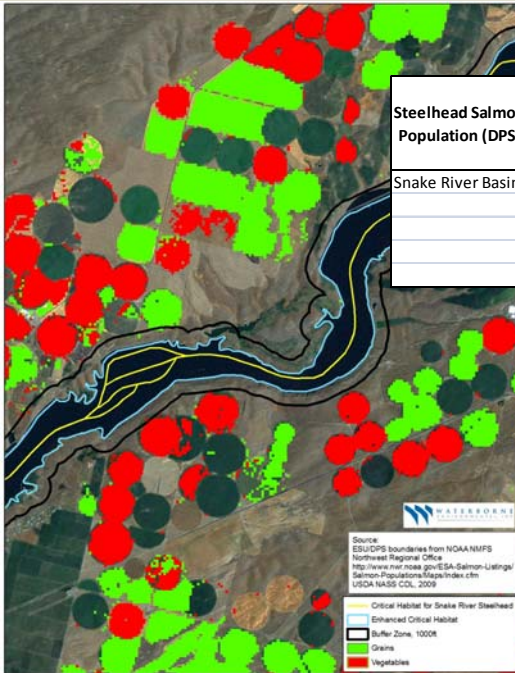 Steelhead Salmo
Population (DPS
Snake River Basin
WATERBORNE
ENVIRONMENTAL, INC.
Source:
ESU/DPS boundaries from NOAA NMFS
Northwest Regional Office
http://www.nwr.noaa.gov/ESA-Salmon-Listings/
Salmon-Populations/Maps/Index.cfm
USDA NASS CDL, 2009
Critical Habitat for Snake River Steelhead
Enhanced Critical Habitat
Buffer Zone, 1000ft
Grains
Vegetables